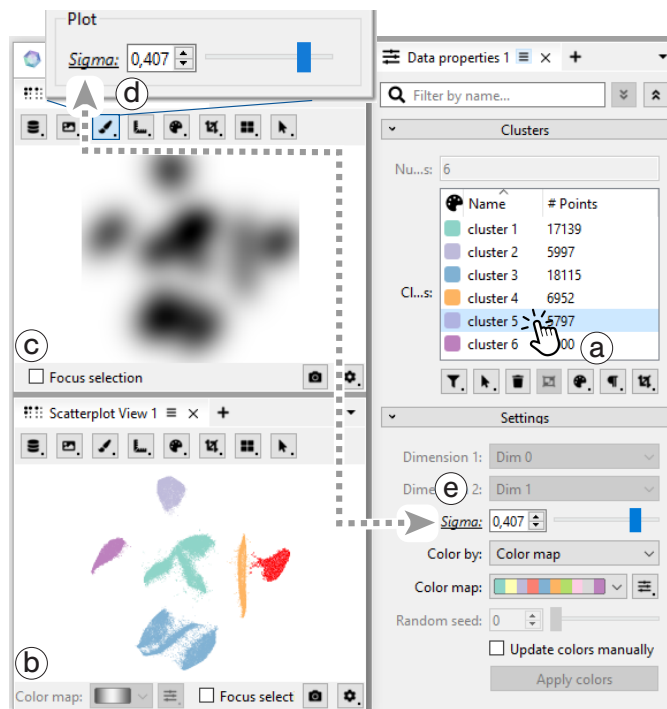 Plot
Sigma: 0,407
d
Data properties 1
Filter by name...
Clusters
Nu...s: 6
Name # Points
cluster 1 17139
cluster 2 5997
cluster 3 18115
Cl...s:
cluster 4 6952
cluster 5 5797
cluster 6 00
a
c
Focus selection
Scatterplot View 1
Settings
Dimension 1: Dim 0
Dime 2: Dim 1
e
Sigma: 0,407
Color by: Color map
Color map:
Random seed: 0
Update colors manually
Apply colors
b
Color map: Focus select